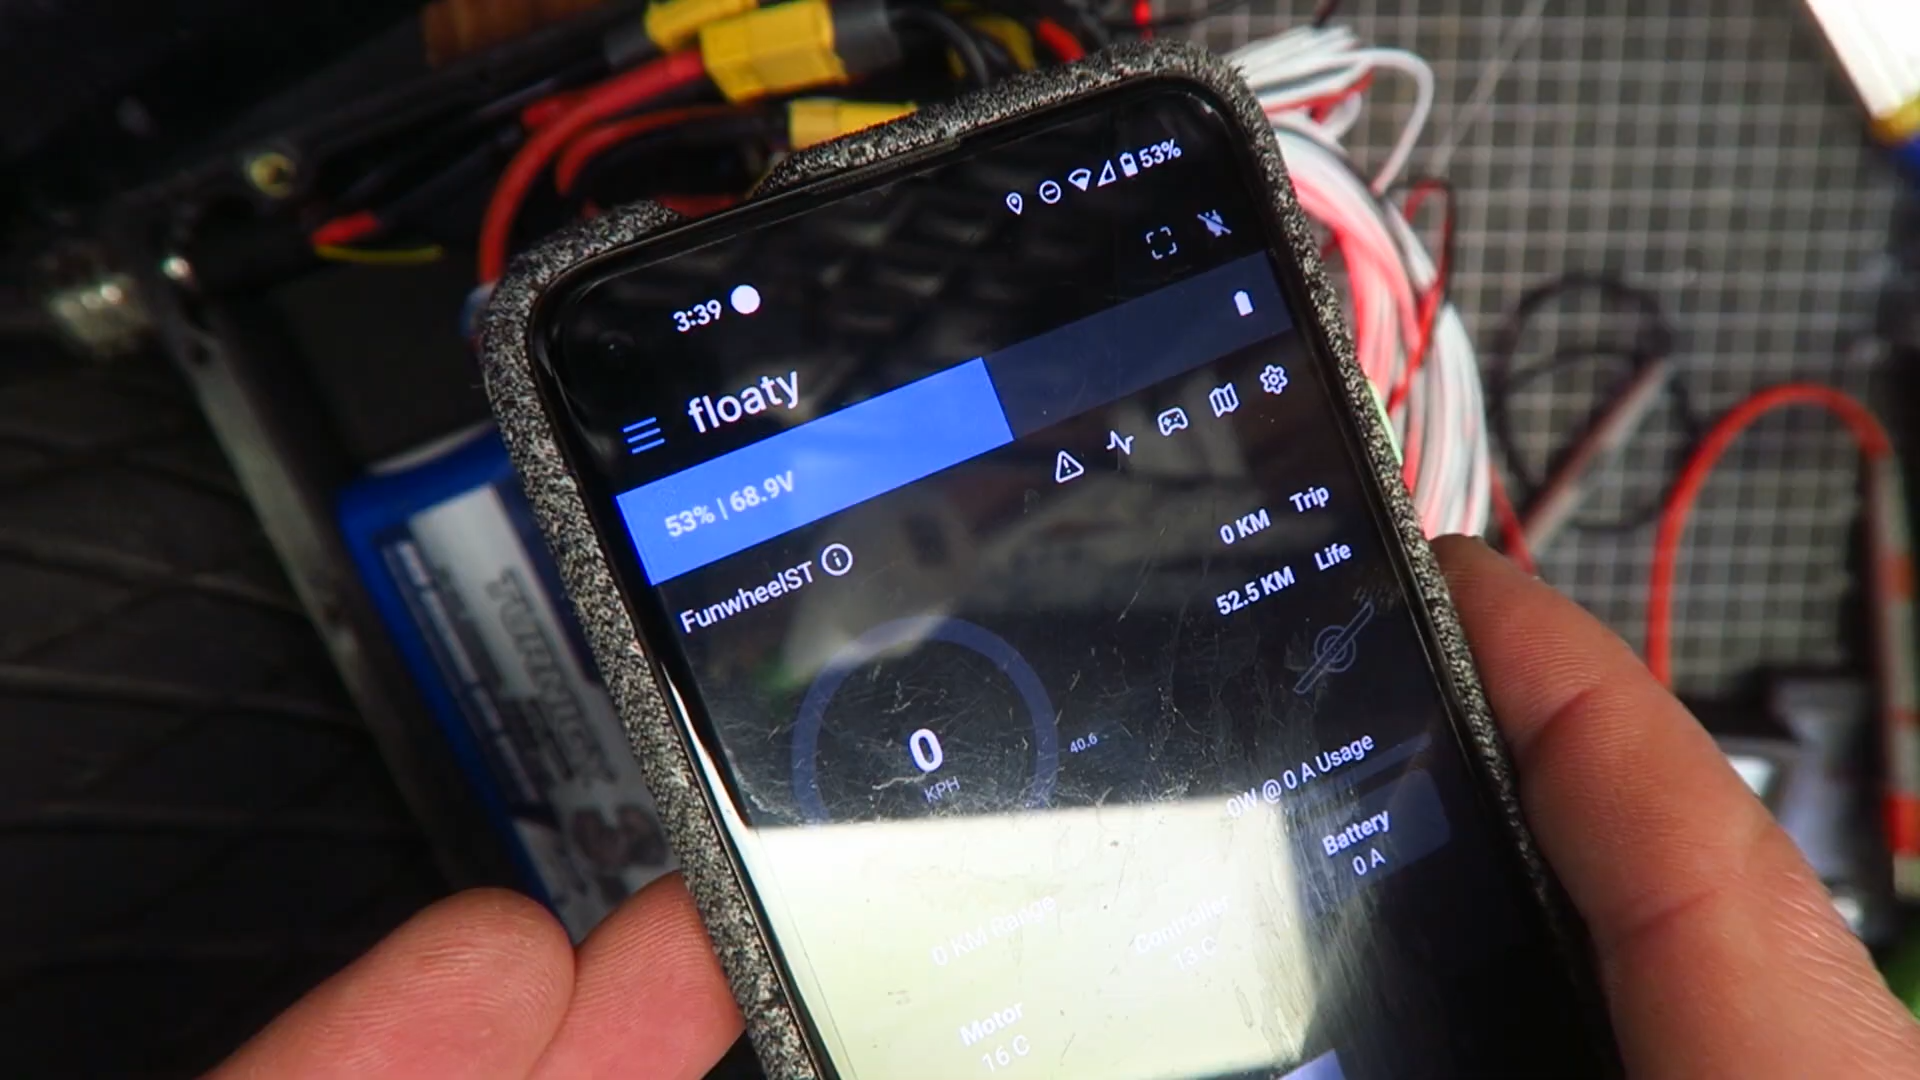 53%
3:39
floaty
53% | 68.9V
FunwheelST
0 KM Trip
52.5 KM Life
0
KPH
40.6
0W @ 0 A Usage
Battery
0 A
0 KM Range
Controller
13 C
Motor
16 C